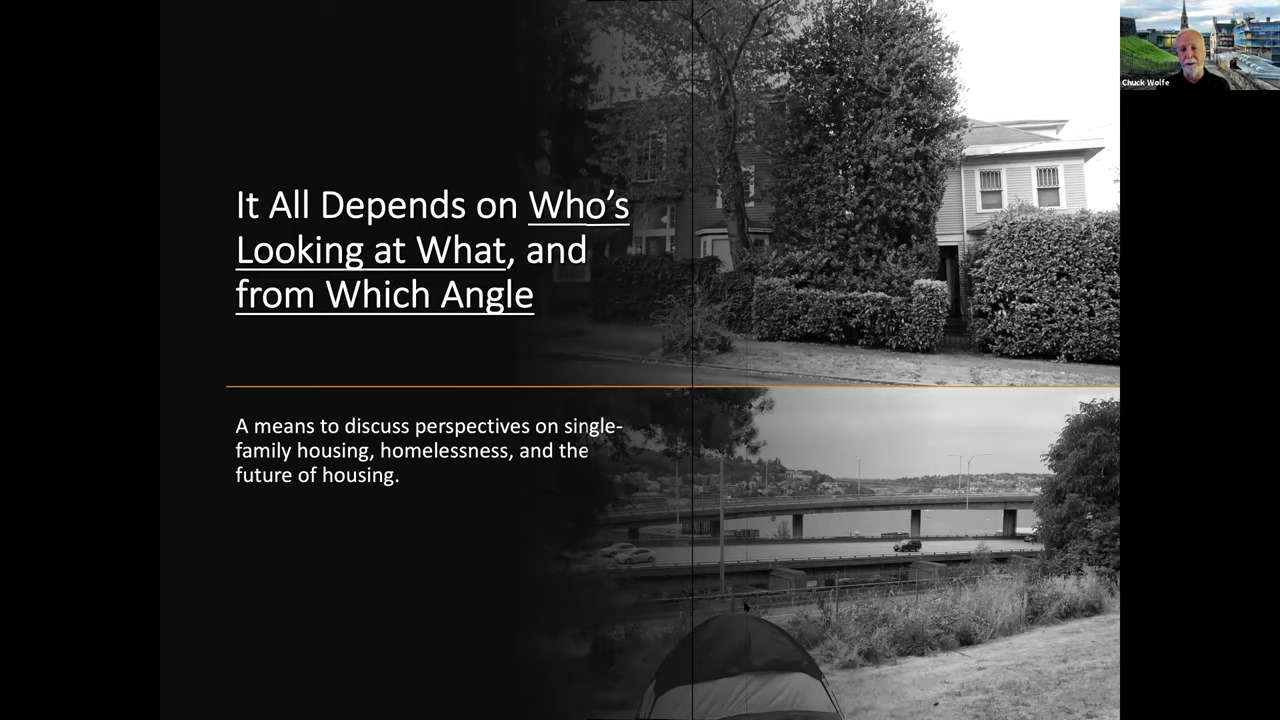 It All Depends on Who's
Looking at What, and
from Which Angle
A means to discuss perspectives on single-
family housing, homelessness, and the
future of housing.
Chuck Wolfe